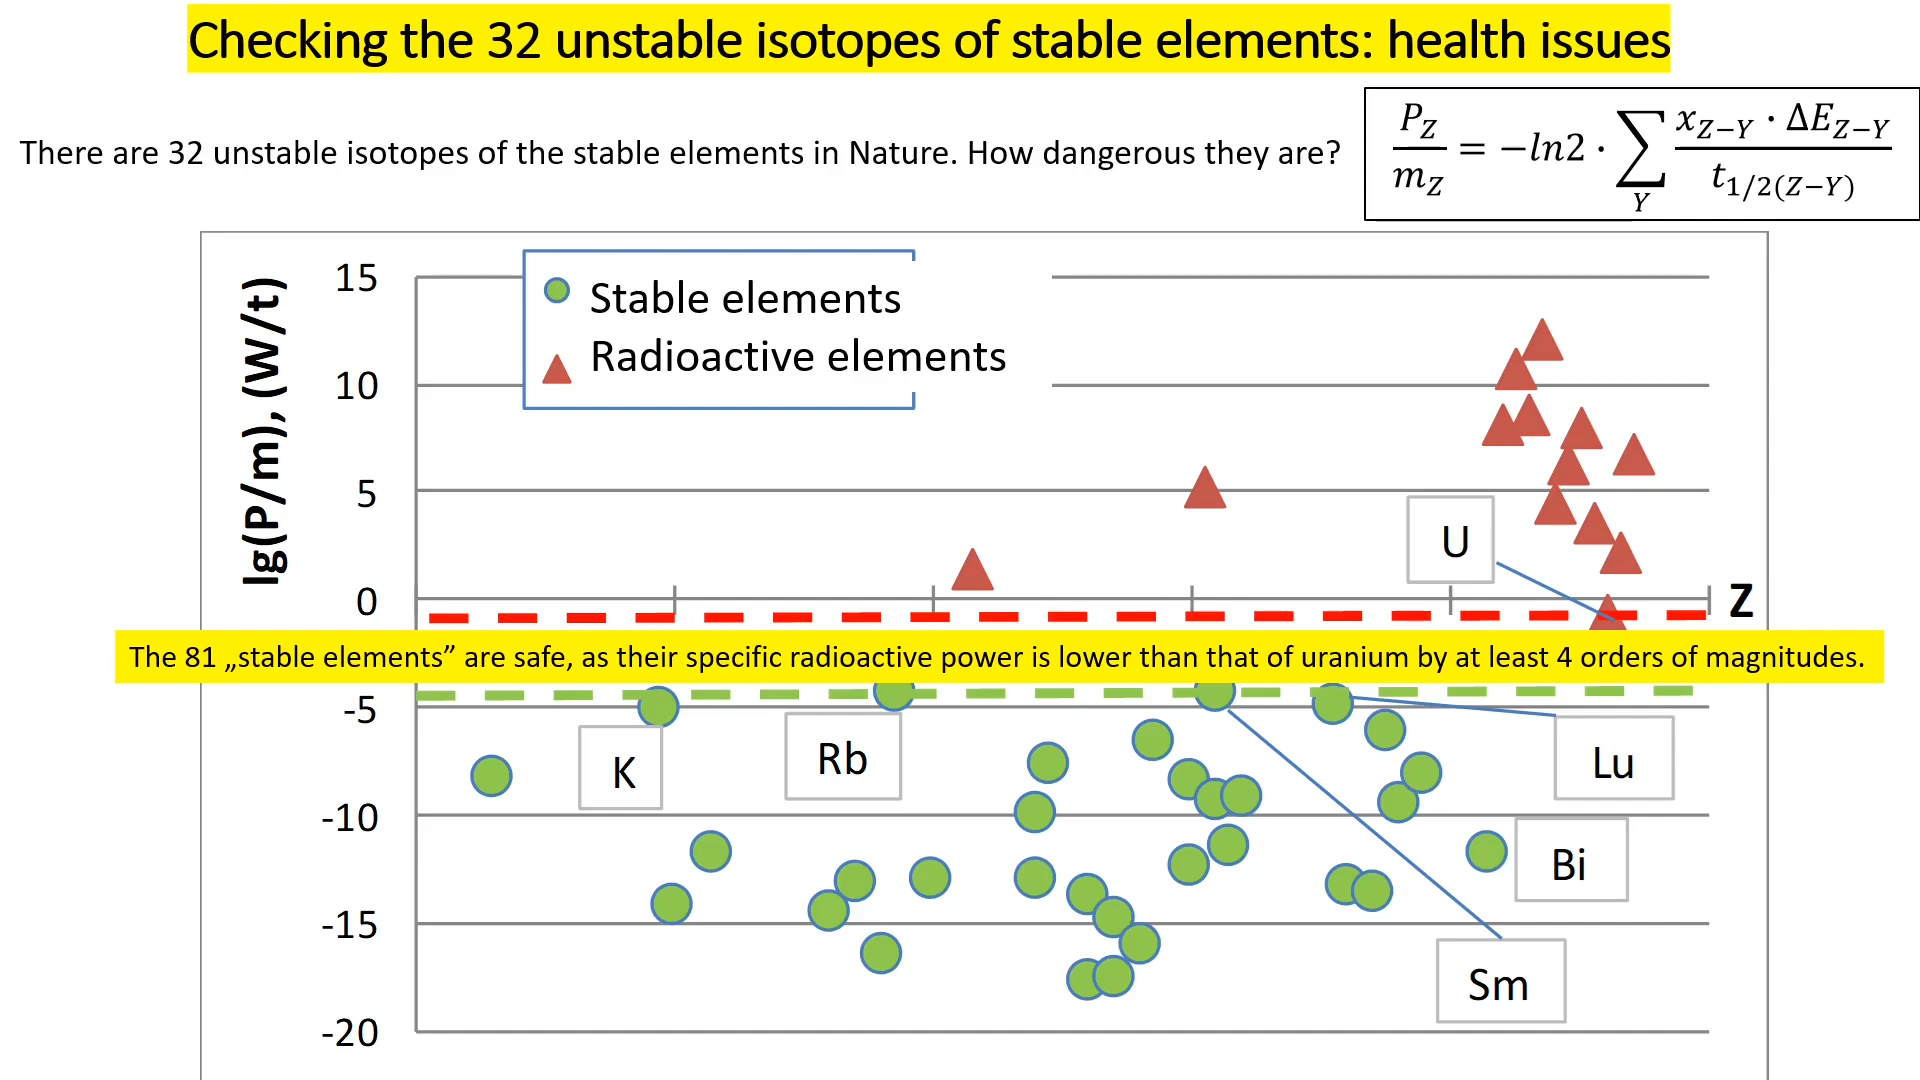 Checking the 32 unstable isotopes of stable elements: health issues
There are 32 unstable isotopes of the stable elements in Nature. How dangerous they are?
P_Z/m_Z = −ln2 · ∑_Y (x_{Z−Y} · ΔE_{Z−Y})/t_{1/2(Z−Y)}
lg(P/m), (W/t)
15
10
5
0
-5
-10
-15
-20
Stable elements
Radioactive elements
U
Z
The 81 „stable elements” are safe, as their specific radioactive power is lower than that of uranium by at least 4 orders of magnitudes.
K
Rb
Lu
Bi
Sm